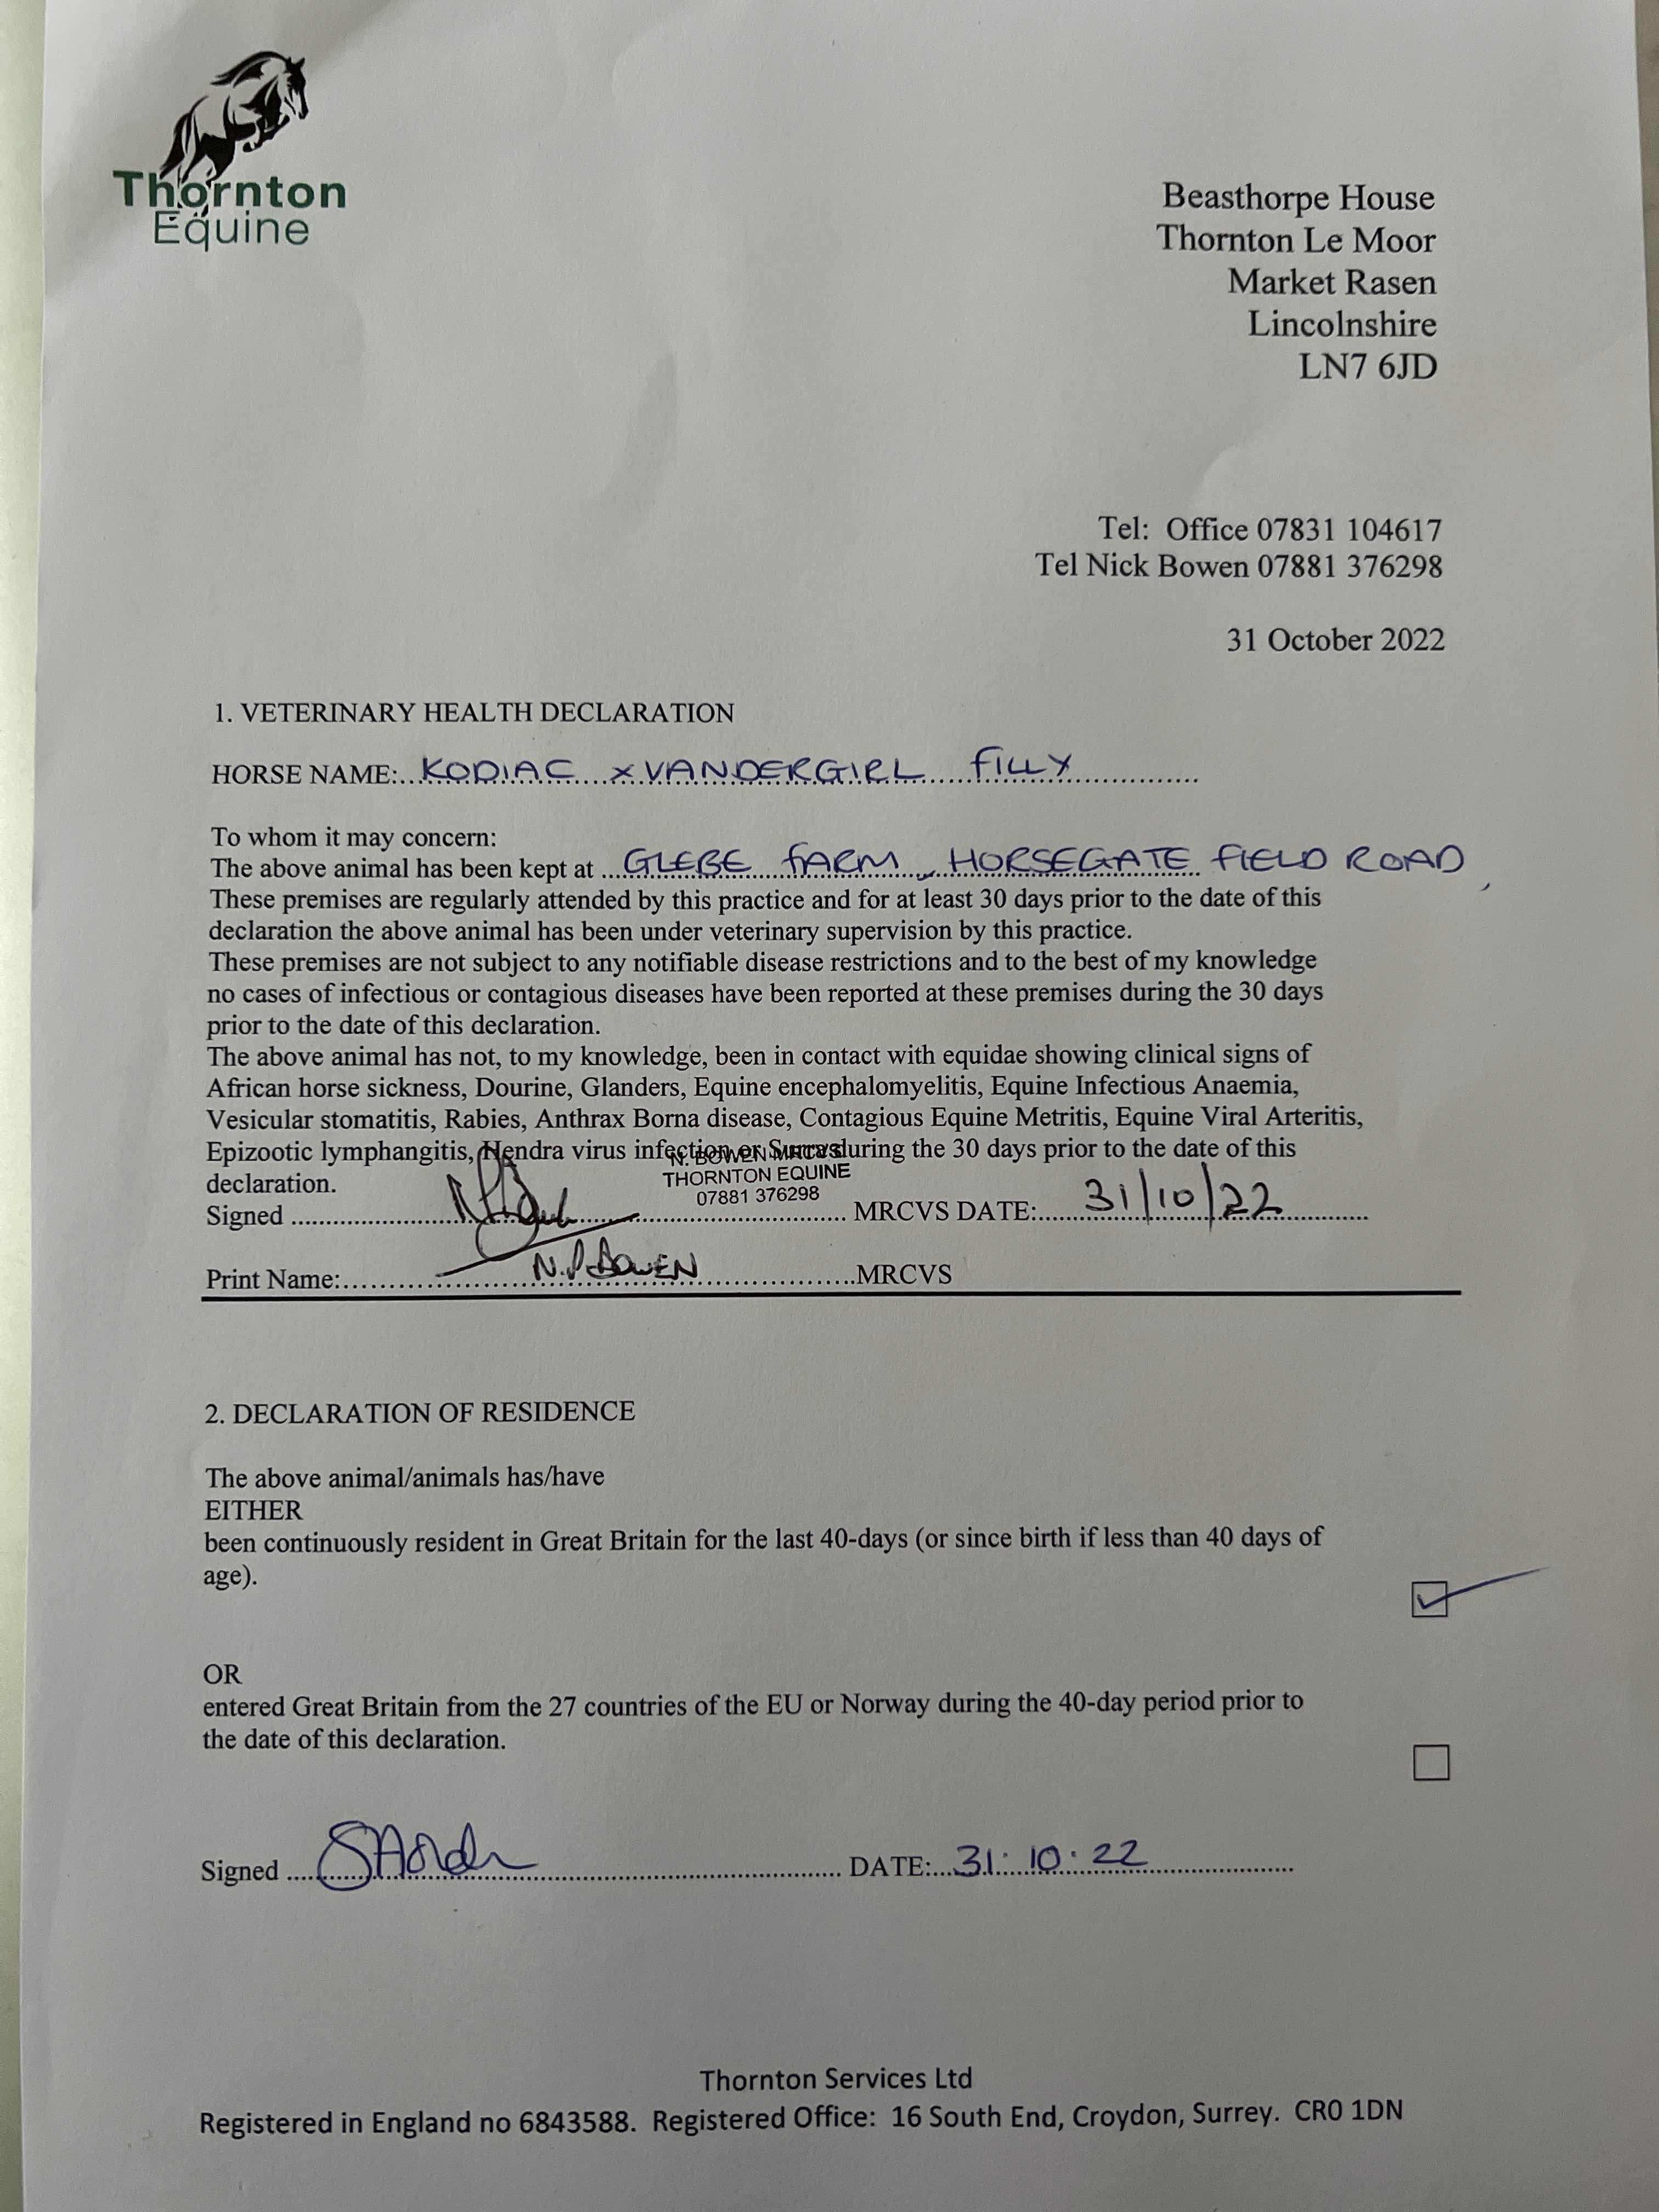 Thornton
Equine
Beasthorpe House
Thornton Le Moor
Market Rasen
Lincolnshire
LN7 6JD
Tel: Office 07831 104617
Tel Nick Bowen 07881 376298
31 October 2022
1. VETERINARY HEALTH DECLARATION
HORSE NAME:..KODIAC x VANDERGIRL FILLY
To whom it may concern:
The above animal has been kept at ...GLEBE FARM, HORSEGATE FIELD ROAD,
These premises are regularly attended by this practice and for at least 30 days prior to the date of this
declaration the above animal has been under veterinary supervision by this practice.
These premises are not subject to any notifiable disease restrictions and to the best of my knowledge
no cases of infectious or contagious diseases have been reported at these premises during the 30 days
prior to the date of this declaration.
The above animal has not, to my knowledge, been in contact with equidae showing clinical signs of
African horse sickness, Dourine, Glanders, Equine encephalomyelitis, Equine Infectious Anaemia,
Vesicular stomatitis, Rabies, Anthrax Borna disease, Contagious Equine Metritis, Equine Viral Arteritis,
Epizootic lymphangitis, Hendra virus infection or Surra during the 30 days prior to the date of this
N. BOWEN MRCVS
THORNTON EQUINE
07881 376298
declaration.
Signed ........ MRCVS DATE:.....31/10/22
Print Name:......N.P.BOWEN......MRCVS
2. DECLARATION OF RESIDENCE
The above animal/animals has/have
EITHER
been continuously resident in Great Britain for the last 40-days (or since birth if less than 40 days of
age).
OR
entered Great Britain from the 27 countries of the EU or Norway during the 40-day period prior to
the date of this declaration.
Signed ........ DATE:...31.10.22
Thornton Services Ltd
Registered in England no 6843588. Registered Office: 16 South End, Croydon, Surrey. CR0 1DN